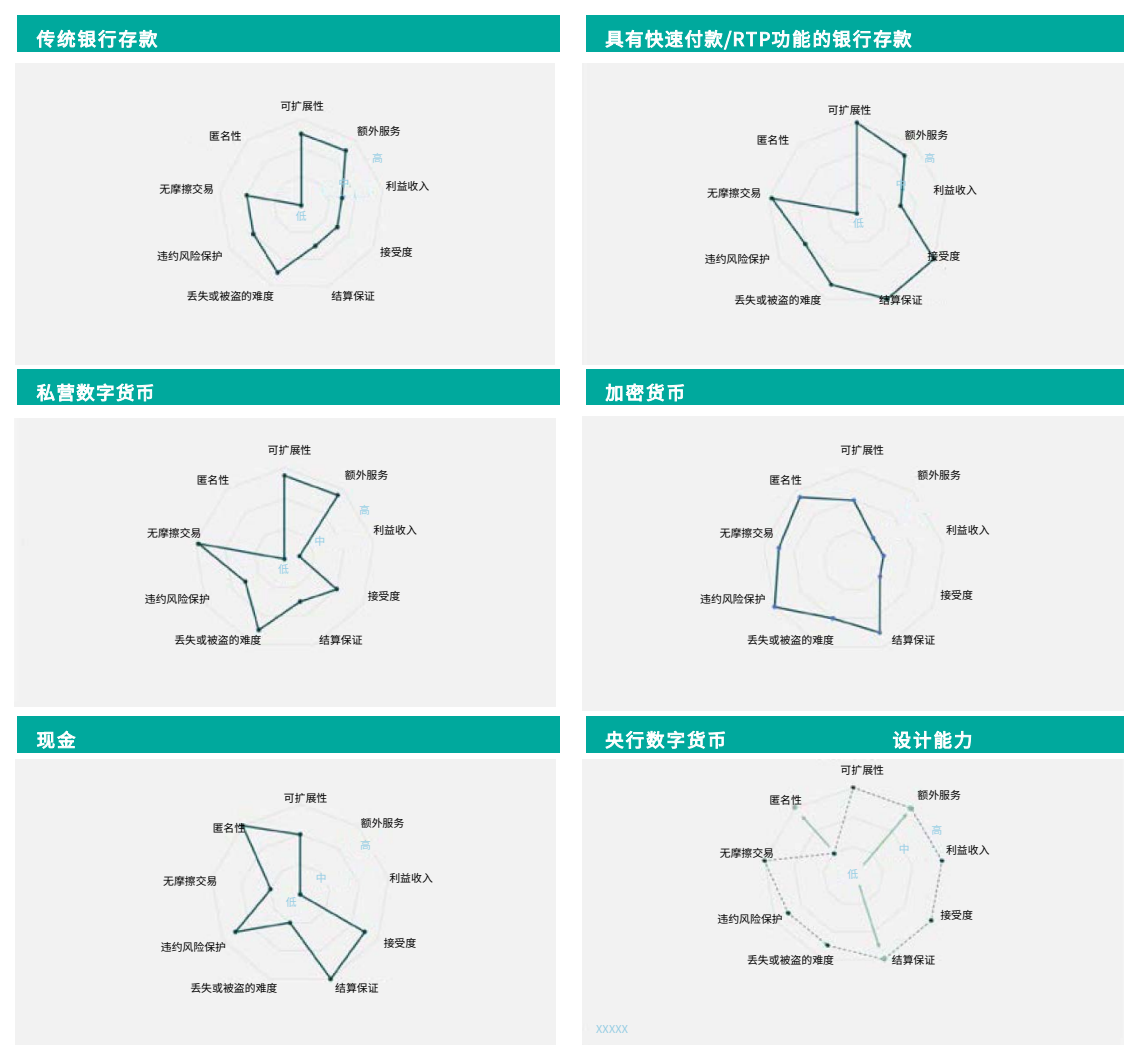 传统银行存款
可扩展性
匿名性
额外服务
高
中
无摩擦交易
利益收入
低
违约风险保护
接受度
丢失或被盗的难度
结算保证
具有快速付款/RTP功能的银行存款
可扩展性
匿名性
额外服务
高
中
无摩擦交易
利益收入
低
违约风险保护
接受度
丢失或被盗的难度
结算保证
私营数字货币
可扩展性
匿名性
额外服务
高
无摩擦交易
利益收入
中
低
违约风险保护
接受度
丢失或被盗的难度
结算保证
加密货币
可扩展性
匿名性
额外服务
无摩擦交易
利益收入
违约风险保护
接受度
丢失或被盗的难度
结算保证
现金
可扩展性
匿名性
额外服务
高
无摩擦交易
中
利益收入
低
违约风险保护
接受度
丢失或被盗的难度
结算保证
央行数字货币 设计能力
可扩展性
匿名性
额外服务
高
无摩擦交易
中
利益收入
低
违约风险保护
接受度
丢失或被盗的难度
结算保证
XXXXX